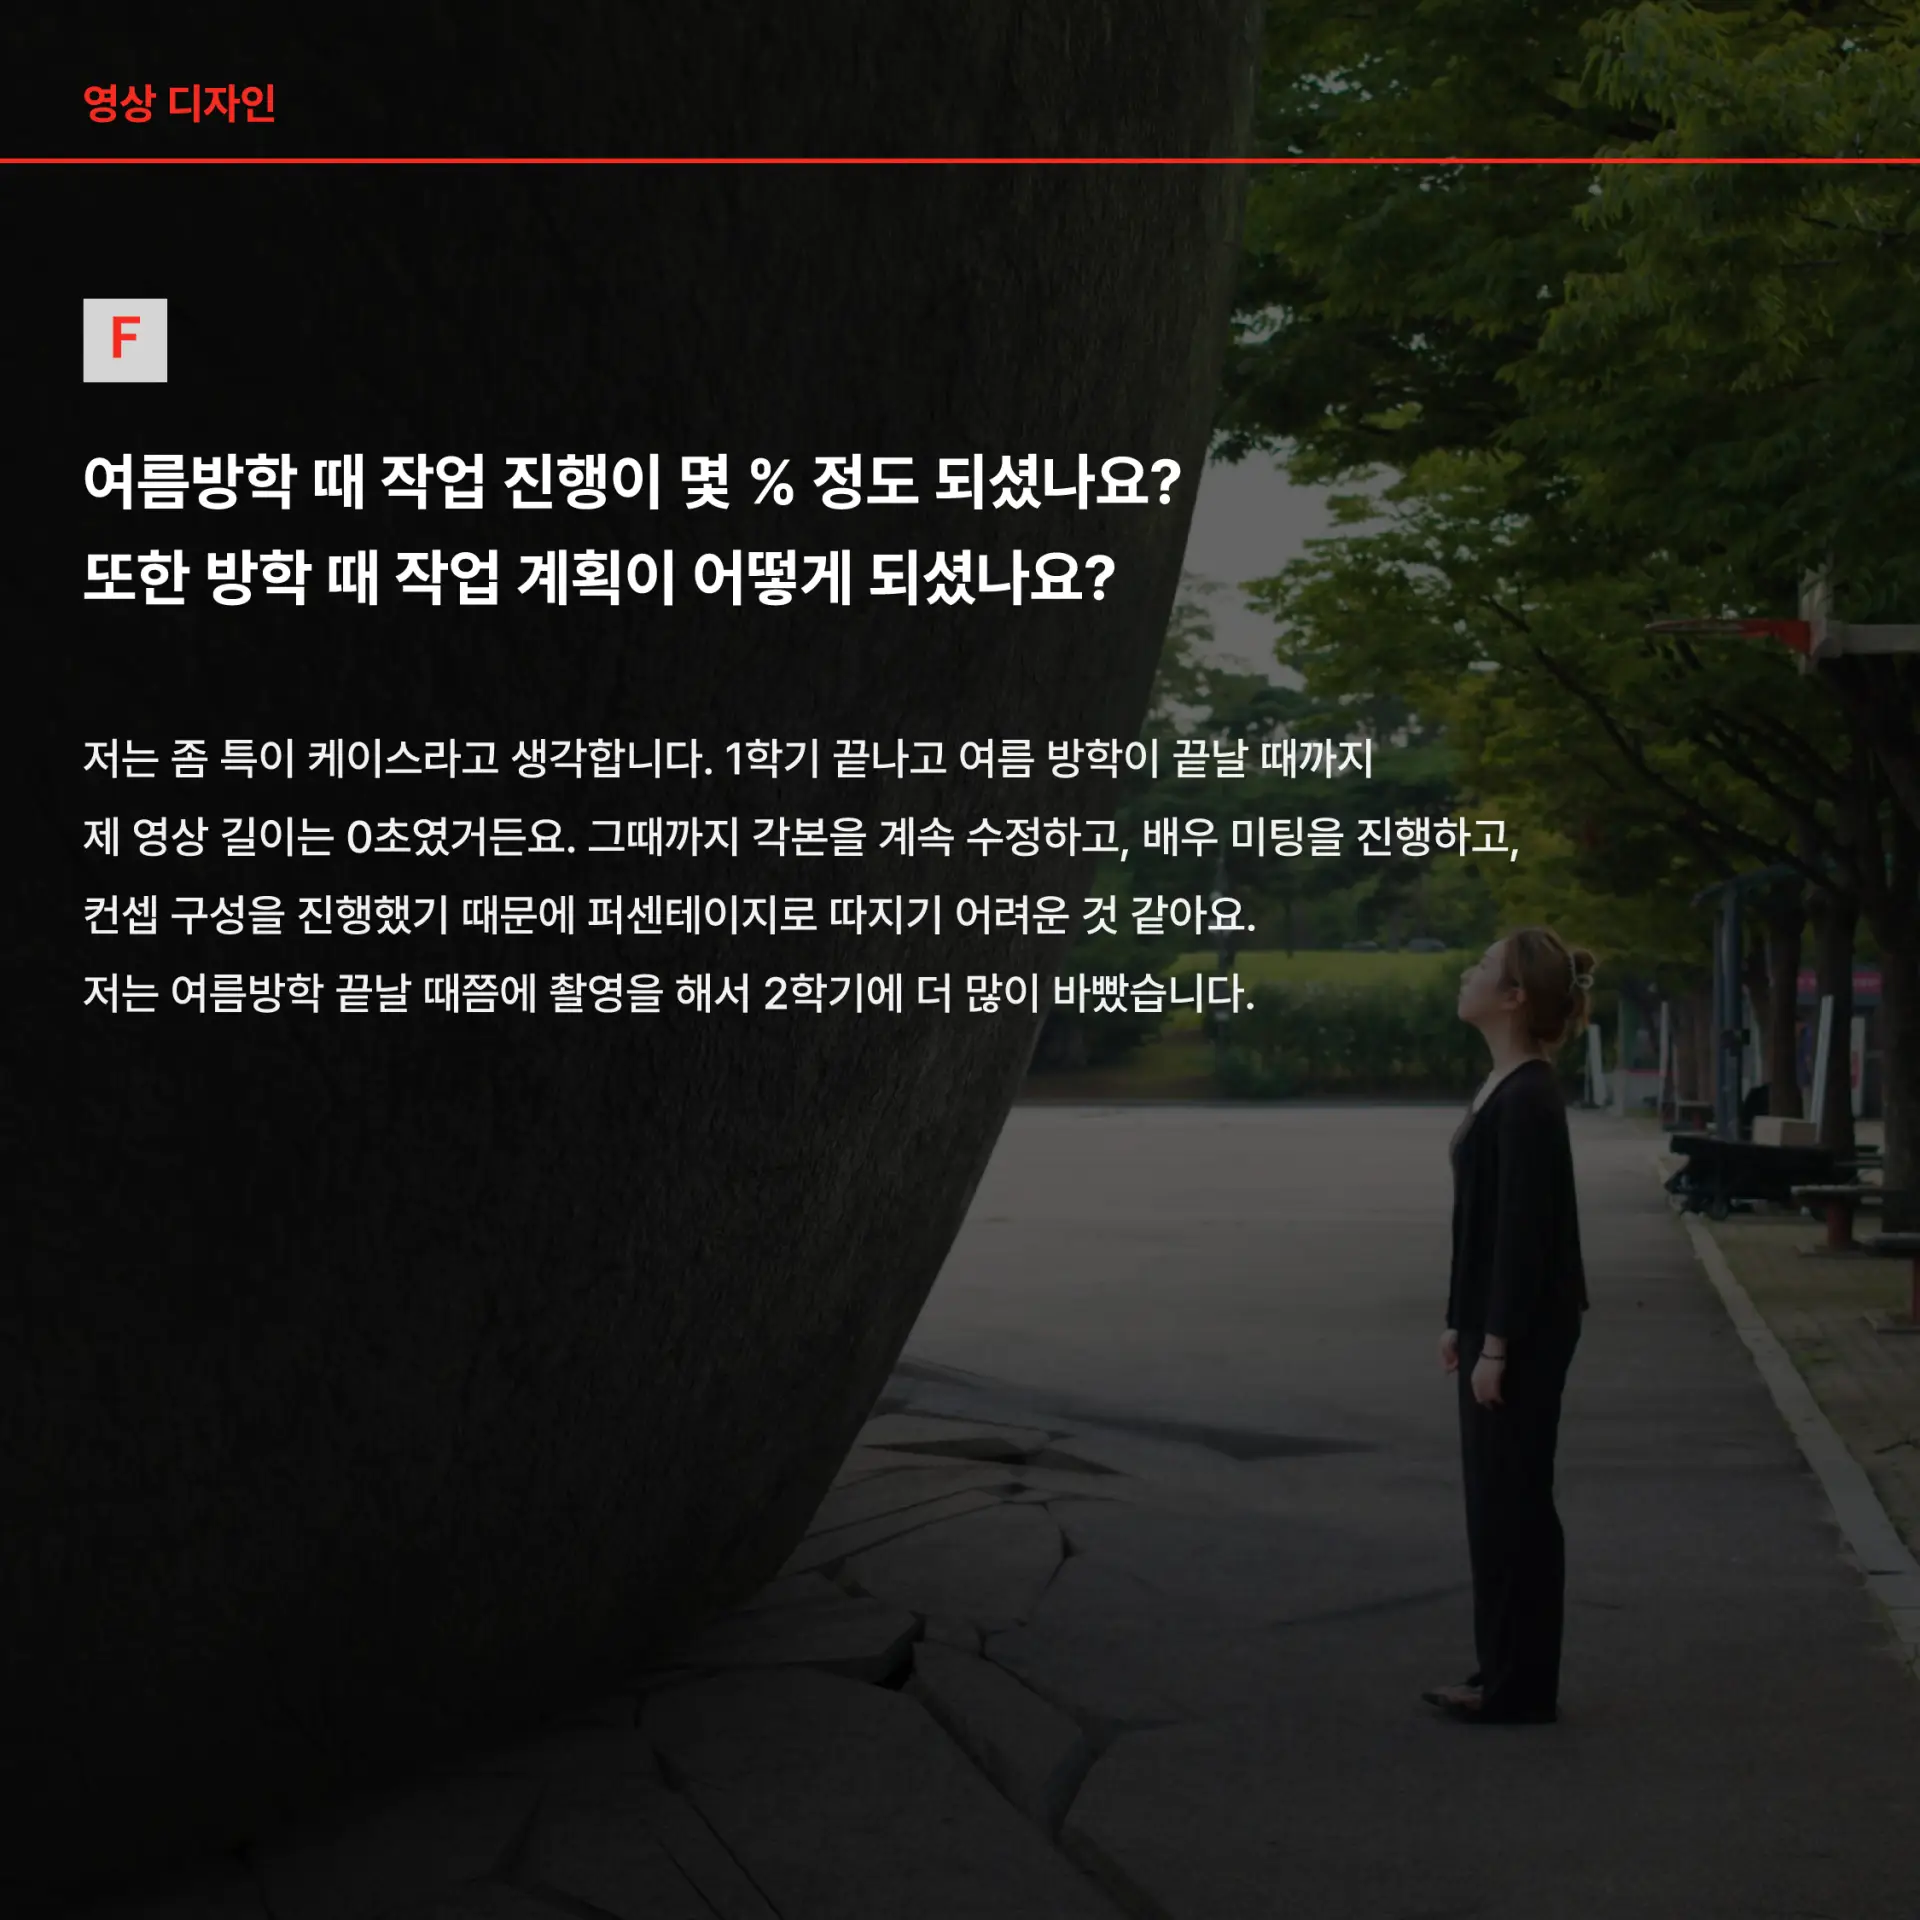 영상 디자인
F
여름방학 때 작업 진행이 몇 % 정도 되셨나요?
또한 방학 때 작업 계획이 어떻게 되셨나요?
저는 좀 특이 케이스라고 생각합니다. 1학기 끝나고 여름 방학이 끝날 때까지
제 영상 길이는 0초였거든요. 그때까지 각본을 계속 수정하고, 배우 미팅을 진행하고,
컨셉 구성을 진행했기 때문에 퍼센테이지로 따지기 어려운 것 같아요.
저는 여름방학 끝날 때쯤에 촬영을 해서 2학기에 더 많이 바빴습니다.